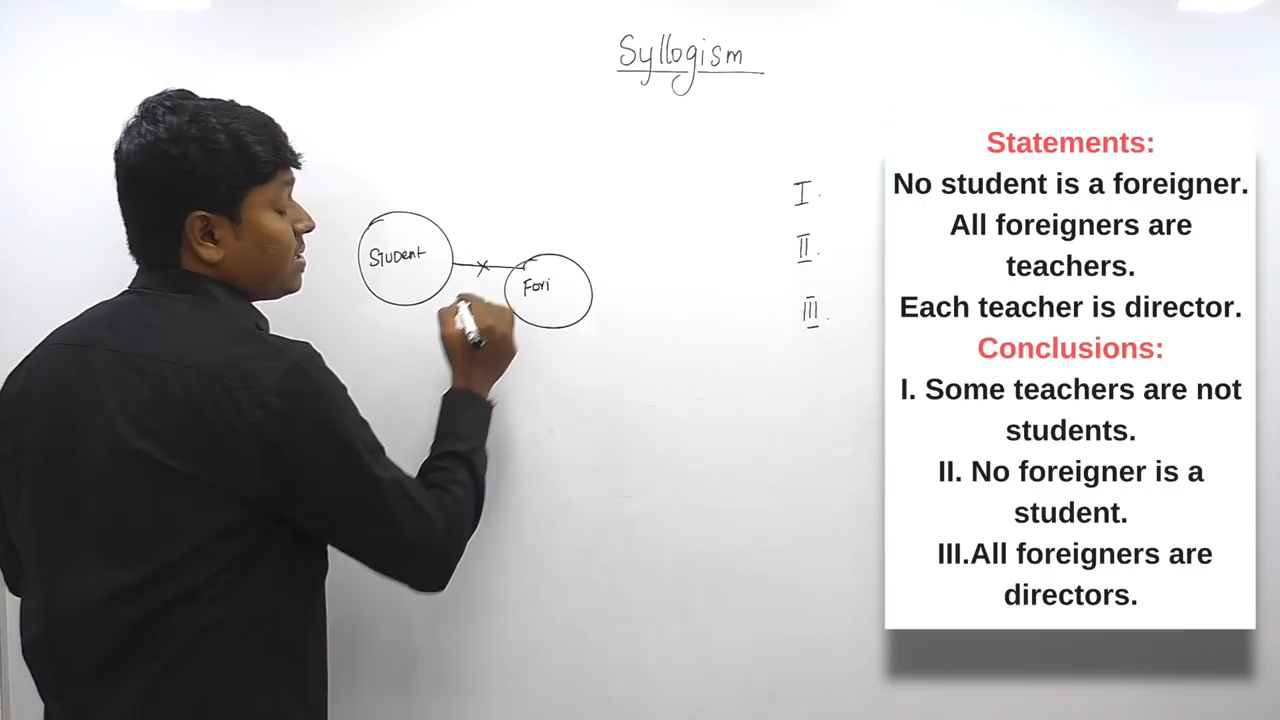 Syllogism
Student
Fori
I.
II.
III.
Statements:
No student is a foreigner.
All foreigners are
teachers.
Each teacher is director.
Conclusions:
I. Some teachers are not
students.
II. No foreigner is a
student.
III.All foreigners are
directors.